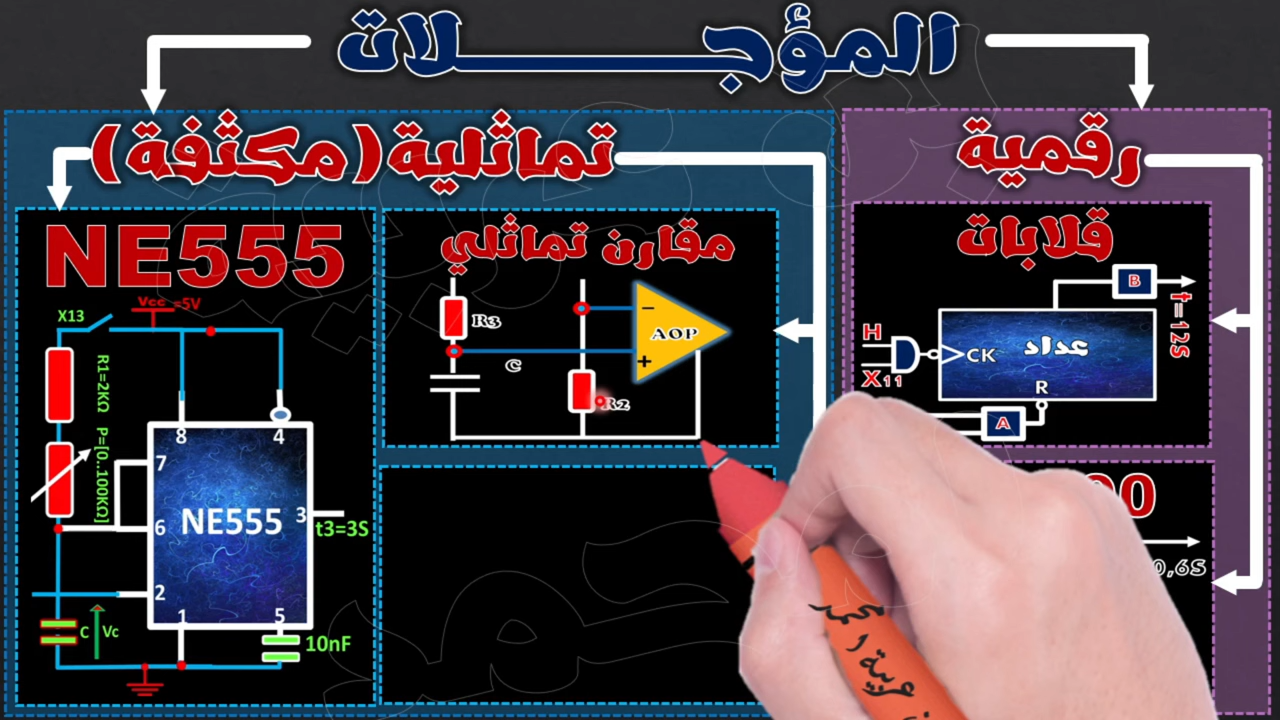 المؤجـــــــلات
رقمية
تماثلية (مكثفة)
قلابات
B
t=12S
H
X11
CK
عداد
R
A
مقارن تماثلي
R3
C
−
+
AOP
R2
NE555
Vcc =5V
X13
R1=2KΩ
P=[0..100KΩ]
8
4
7
6
NE555
3
t3=3S
2
1
5
C
Vc
10nF
0,6S